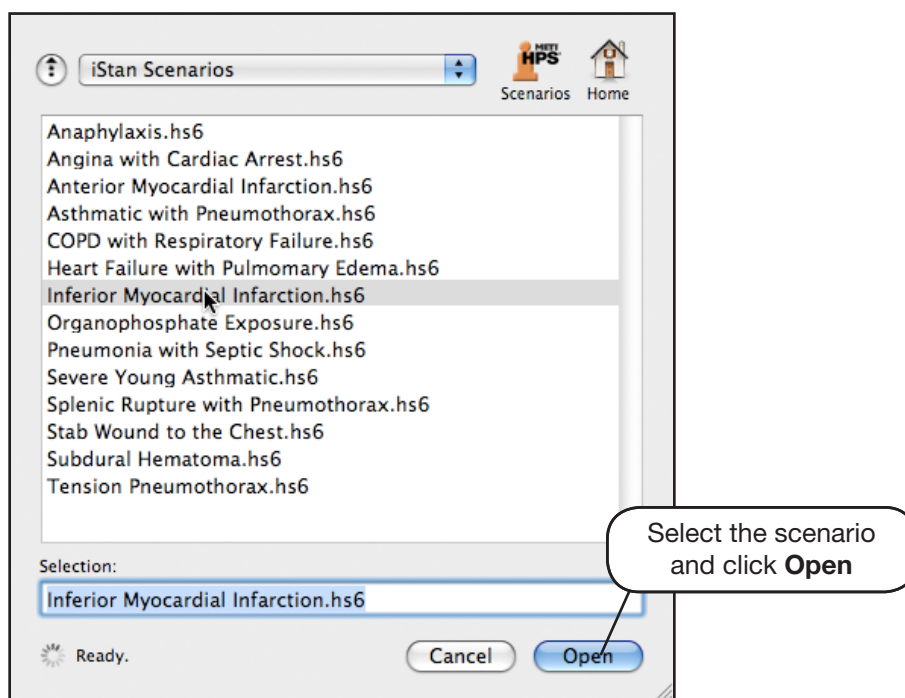 iStan Scenarios
METI
HPS
Scenarios Home
Anaphylaxis.hs6
Angina with Cardiac Arrest.hs6
Anterior Myocardial Infarction.hs6
Asthmatic with Pneumothorax.hs6
COPD with Respiratory Failure.hs6
Heart Failure with Pulmomary Edema.hs6
Inferior Myocardial Infarction.hs6
Organophosphate Exposure.hs6
Pneumonia with Septic Shock.hs6
Severe Young Asthmatic.hs6
Splenic Rupture with Pneumothorax.hs6
Stab Wound to the Chest.hs6
Subdural Hematoma.hs6
Tension Pneumothorax.hs6
Select the scenario
and click Open
Selection:
Inferior Myocardial Infarction.hs6
Ready.
Cancel
Open